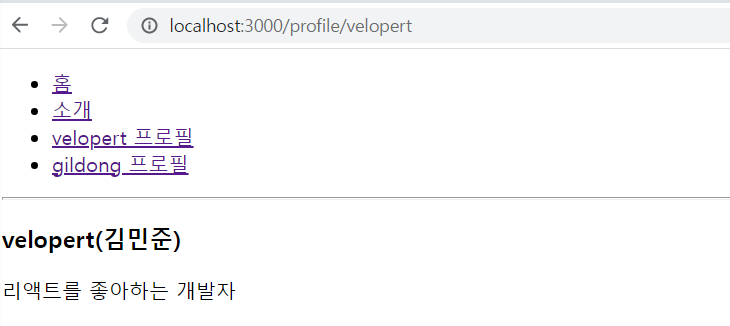 localhost:3000/profile/velopert
홈
소개
velopert 프로필
gildong 프로필
velopert(김민준)
리액트를 좋아하는 개발자